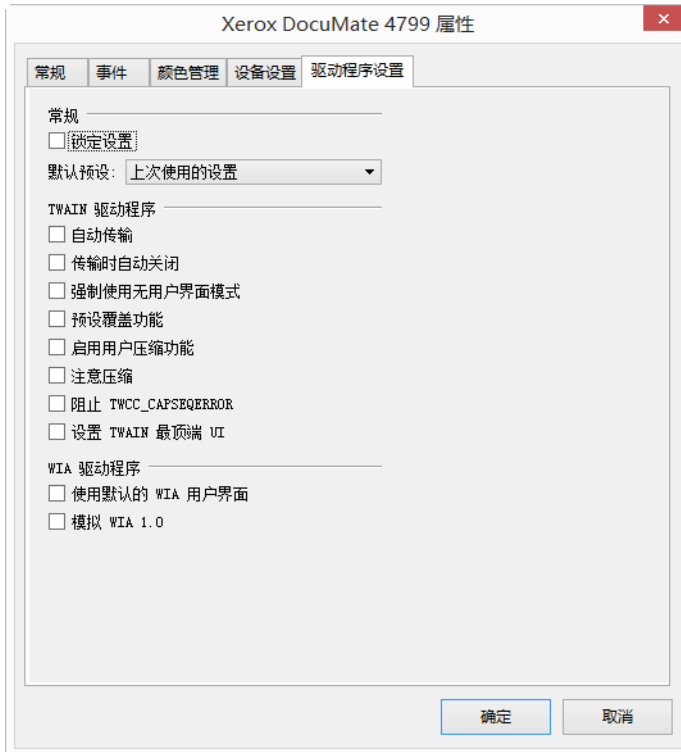 Xerox DocuMate 4799 属性
常规 事件 颜色管理 设备设置 驱动程序设置
常规
锁定设置
默认预设: 上次使用的设置
TWAIN 驱动程序
自动传输
传输时自动关闭
强制使用无用户界面模式
预设覆盖功能
启用用户压缩功能
注意压缩
阻止 TWCC_CAPSEQERROR
设置 TWAIN 最顶端 UI
WIA 驱动程序
使用默认的 WIA 用户界面
模拟 WIA 1.0
确定 取消